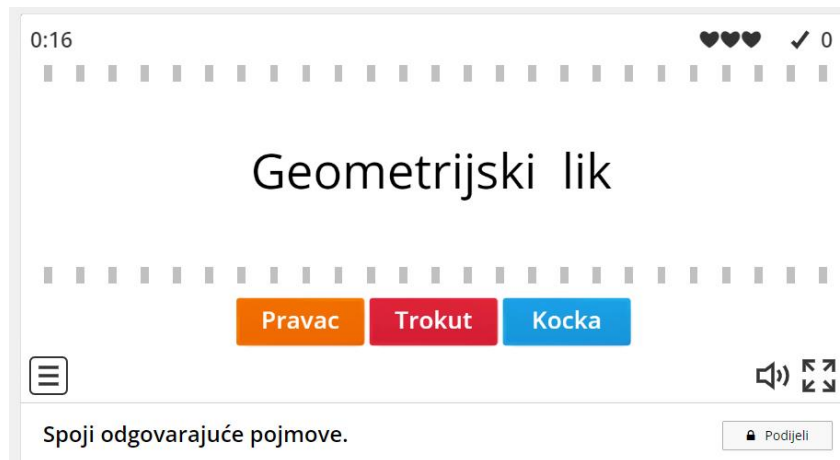 0:16 0
Geometrijski lik
Pravac Trokut Kocka
Spoji odgovarajuće pojmove.
Podijeli